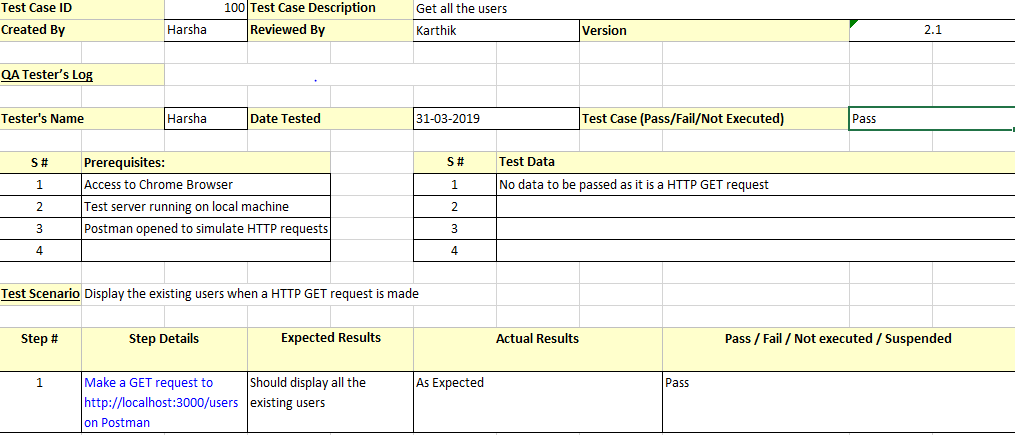 Test Case ID 100 Test Case Description Get all the users
Created By Harsha Reviewed By Karthik Version 2.1
QA Tester's Log
Tester's Name Harsha Date Tested 31-03-2019 Test Case (Pass/Fail/Not Executed) Pass
S # Prerequisites: S # Test Data
1 Access to Chrome Browser 1 No data to be passed as it is a HTTP GET request
2 Test server running on local machine 2
3 Postman opened to simulate HTTP requests 3
4 4
Test Scenario Display the existing users when a HTTP GET request is made
Step # Step Details Expected Results Actual Results Pass / Fail / Not executed / Suspended
1 Make a GET request to Should display all the As Expected Pass
http://localhost:3000/users existing users
on Postman